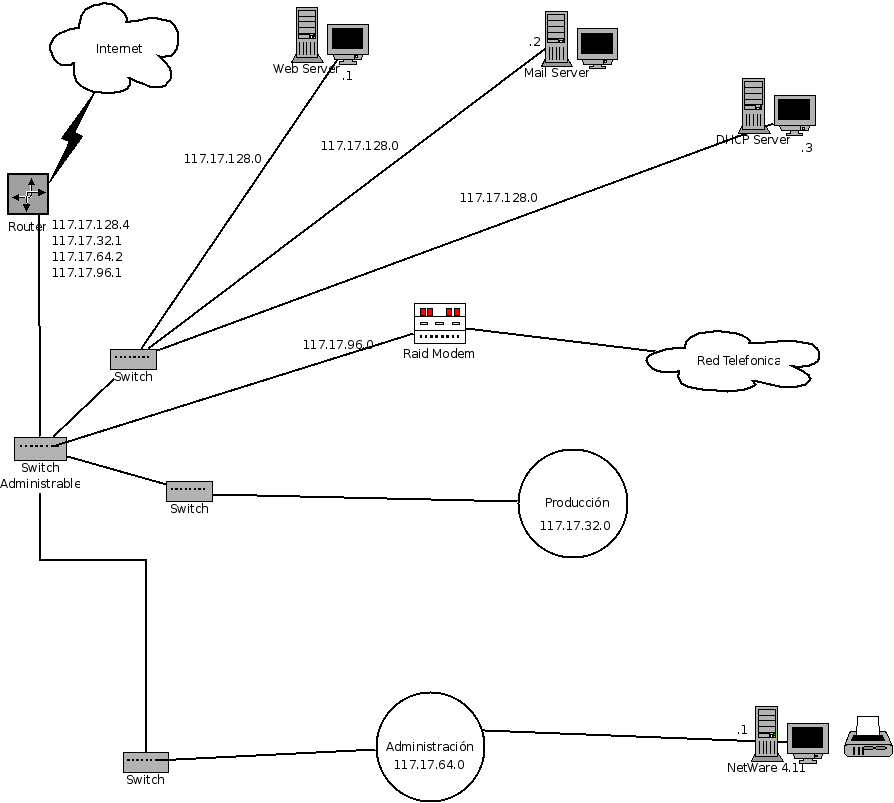 Internet
Web Server
.1
.2
Mail Server
DHCP Server
.3
117.17.128.0
117.17.128.0
117.17.128.0
Router
117.17.128.4
117.17.32.1
117.17.64.2
117.17.96.1
117.17.96.0
Raid Modem
Red Telefonica
Switch
Switch
Administrable
Switch
Producción
117.17.32.0
Administración
117.17.64.0
.1
NetWare 4.11
Switch